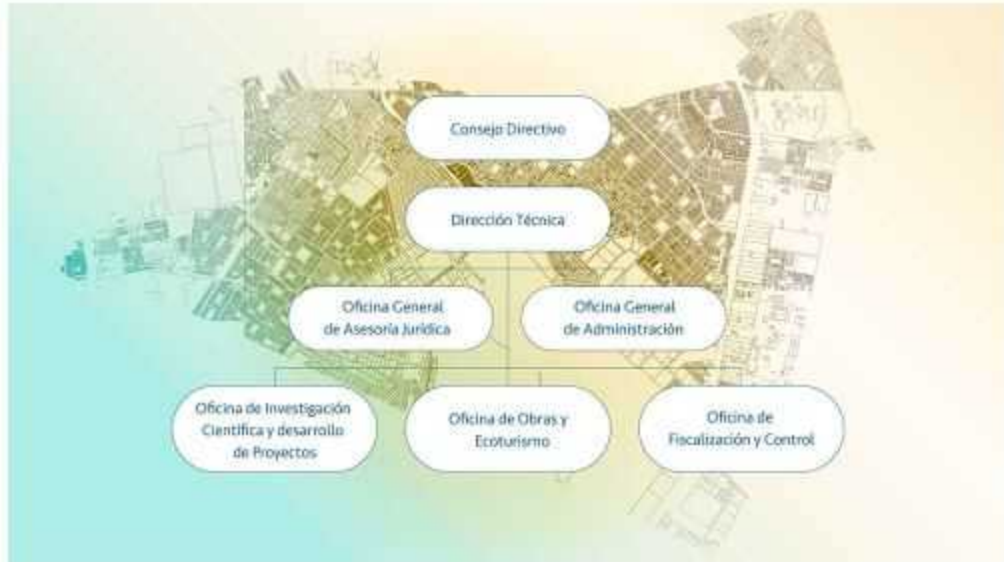 Consejo Directivo
Dirección Técnica
Oficina General
de Asesoría Jurídica
Oficina General
de Administración
Oficina de Investigación
Científica y desarrollo
de Proyectos
Oficina de Obras y
Ecoturismo
Oficina de
Fiscalización y Control